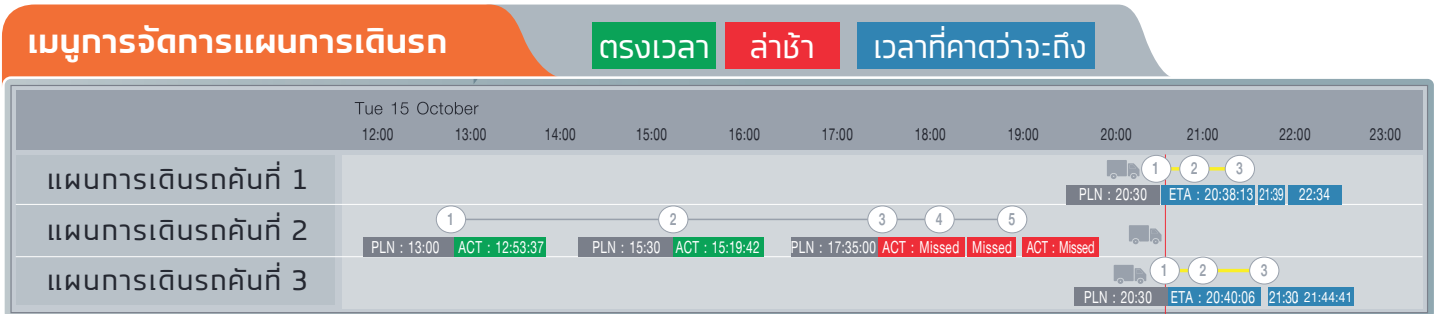 เมนูการจัดการแผนการเดินรถ ตรงเวลา ล่าช้า เวลาที่คาดว่าจะถึง
Tue 15 October
12:00 13:00 14:00 15:00 16:00 17:00 18:00 19:00 20:00 21:00 22:00 23:00
แผนการเดินรถคันที่ 1 1 2 3
PLN : 20:30 ETA : 20:38:13 21:39 22:34
แผนการเดินรถคันที่ 2 1 2 3 4 5
PLN : 13:00 ACT : 12:53:37 PLN : 15:30 ACT : 15:19:42 PLN : 17:35:00 ACT : Missed Missed ACT : Missed
แผนการเดินรถคันที่ 3 1 2 3
PLN : 20:30 ETA : 20:40:06 21:30 21:44:41